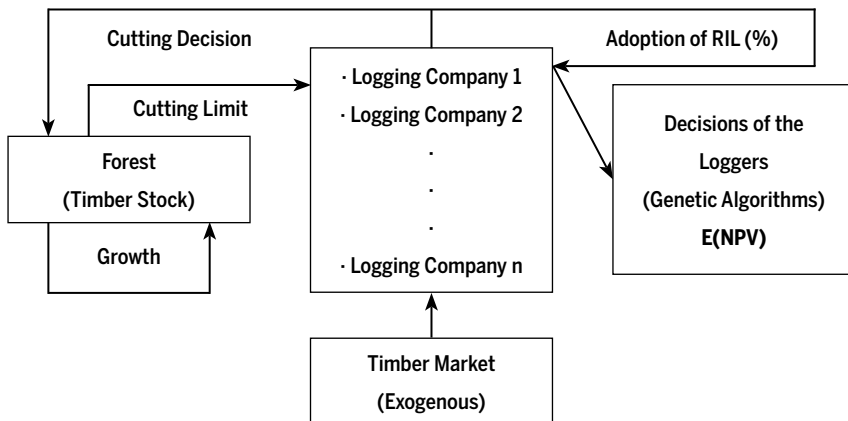 Cutting Decision
Adoption of RIL (%)
· Logging Company 1
Cutting Limit
· Logging Company 2
·
·
·
· Logging Company n
Forest
(Timber Stock)
Growth
Decisions of the
Loggers
(Genetic Algorithms)
E(NPV)
Timber Market
(Exogenous)